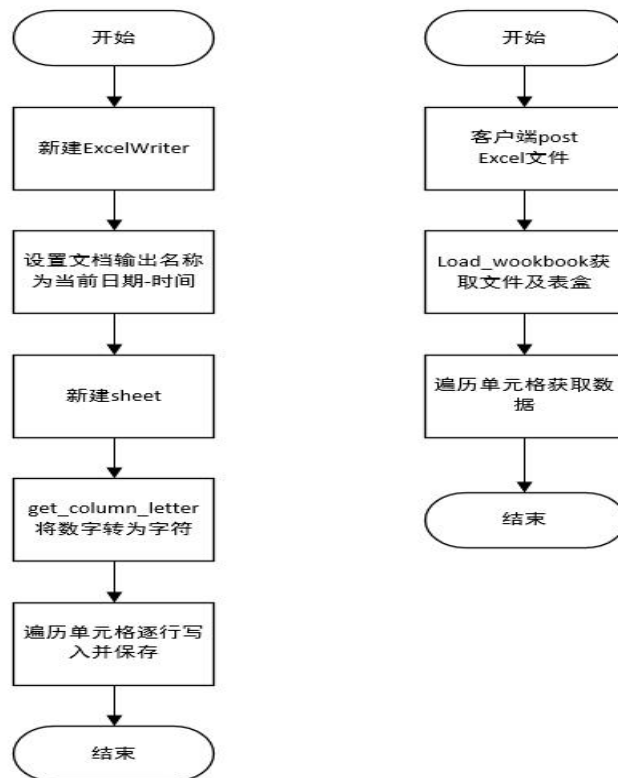 开始
新建ExcelWriter
设置文档输出名称
为当前日期-时间
新建sheet
get_column_letter
将数字转为字符
遍历单元格逐行写
入并保存
结束
开始
客户端post
Excel文件
Load_wookbook获
取文件及表盒
遍历单元格获取数
据
结束